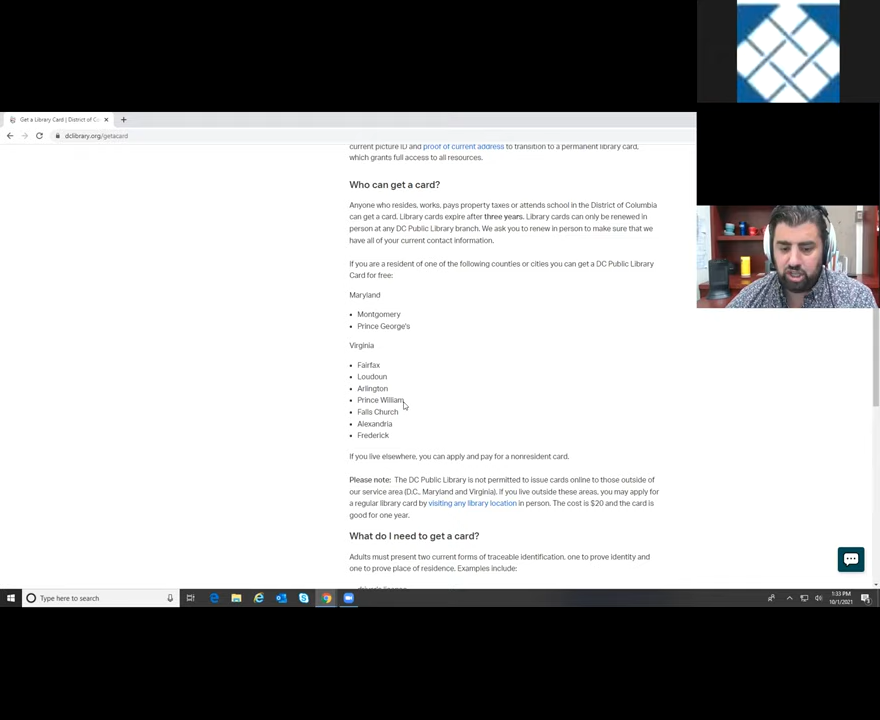 Get a Library Card | District of Co
dclibrary.org/getacard
current picture ID and proof of current address to transition to a permanent library card,
which grants full access to all resources.
Who can get a card?
Anyone who resides, works, pays property taxes or attends school in the District of Columbia
can get a card. Library cards expire after three years. Library cards can only be renewed in
person at any DC Public Library branch. We ask you to renew in person to make sure that we
have all of your current contact information.
If you are a resident of one of the following counties or cities you can get a DC Public Library
Card for free:
Maryland
• Montgomery
• Prince George's
Virginia
• Fairfax
• Loudoun
• Arlington
• Prince William
• Falls Church
• Alexandria
• Frederick
If you live elsewhere, you can apply and pay for a nonresident card.
Please note: The DC Public Library is not permitted to issue cards online to those outside of
our service area (D.C., Maryland and Virginia). If you live outside these areas, you may apply
for a regular library card by visiting any library location in person. The cost is $20 and the card is
good for one year.
What do I need to get a card?
Adults must present two current forms of traceable identification, one to prove identity and
one to prove place of residence. Examples include:
Type here to search
1:33 PM
10/1/2021